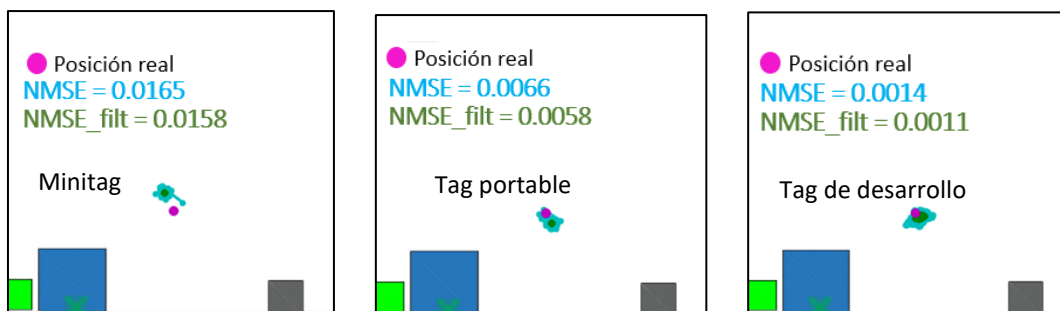 Posición real
NMSE = 0.0165
NMSE_filt = 0.0158
Minitag
Posición real
NMSE = 0.0066
NMSE_filt = 0.0058
Tag portable
Posición real
NMSE = 0.0014
NMSE_filt = 0.0011
Tag de desarrollo